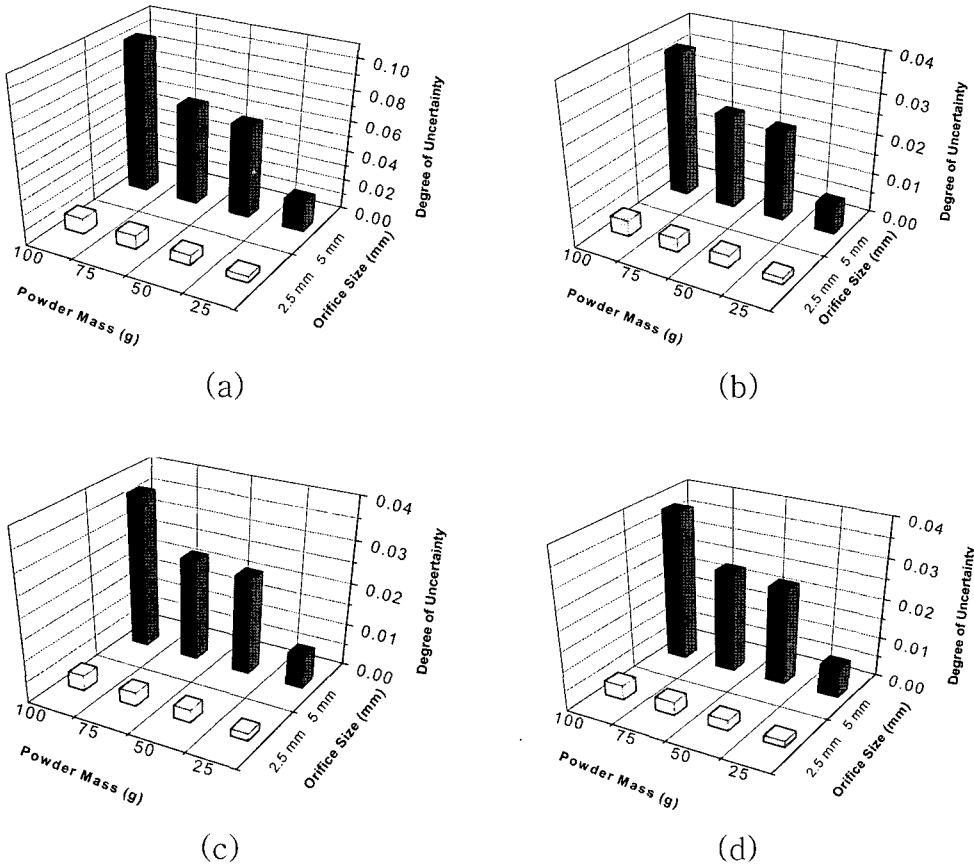 0.10
0.08
0.06
0.04
0.02
0.00
Degree of Uncertainty
100
75
50
25
Powder Mass (g)
2.5 mm 5 mm
Orifice Size (mm)
(a)
0.04
0.03
0.02
0.01
0.00
Degree of Uncertainty
100
75
50
25
Powder Mass (g)
2.5 mm 5 mm
Orifice Size (mm)
(b)
0.04
0.03
0.02
0.01
0.00
Degree of Uncertainty
100
75
50
25
Powder Mass (g)
2.5 mm 5 mm
Orifice Size (mm)
(c)
0.04
0.03
0.02
0.01
0.00
Degree of Uncertainty
100
75
50
25
Powder Mass (g)
2.5 mm 5 mm
Orifice Size (mm)
(d)